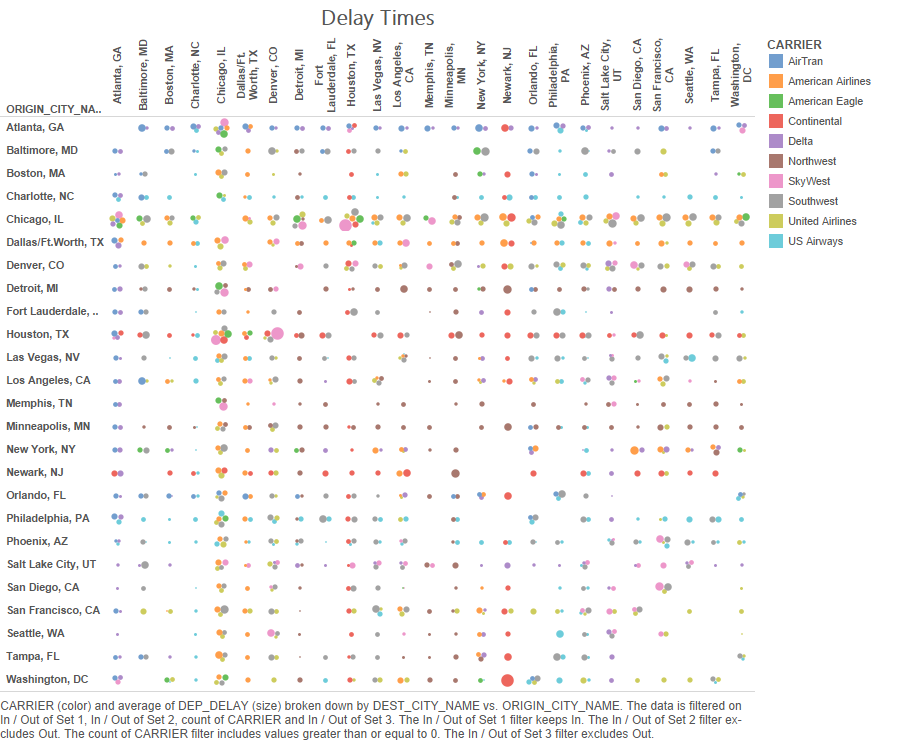 Delay Times
ORIGIN_CITY_NA..
Atlanta, GA
Baltimore, MD
Boston, MA
Charlotte, NC
Chicago, IL
Dallas/Ft.
Worth, TX
Denver, CO
Detroit, MI
Fort
Lauderdale, FL
Houston, TX
Las Vegas, NV
Los Angeles,
CA
Memphis, TN
Minneapolis,
MN
New York, NY
Newark, NJ
Orlando, FL
Philadelphia,
PA
Phoenix, AZ
Salt Lake City,
UT
San Diego, CA
San Francisco,
CA
Seattle, WA
Tampa, FL
Washington,
DC
Atlanta, GA
Baltimore, MD
Boston, MA
Charlotte, NC
Chicago, IL
Dallas/Ft.Worth, TX
Denver, CO
Detroit, MI
Fort Lauderdale, ..
Houston, TX
Las Vegas, NV
Los Angeles, CA
Memphis, TN
Minneapolis, MN
New York, NY
Newark, NJ
Orlando, FL
Philadelphia, PA
Phoenix, AZ
Salt Lake City, UT
San Diego, CA
San Francisco, CA
Seattle, WA
Tampa, FL
Washington, DC
CARRIER
AirTran
American Airlines
American Eagle
Continental
Delta
Northwest
SkyWest
Southwest
United Airlines
US Airways
CARRIER (color) and average of DEP_DELAY (size) broken down by DEST_CITY_NAME vs. ORIGIN_CITY_NAME. The data is filtered on
In / Out of Set 1, In / Out of Set 2, count of CARRIER and In / Out of Set 3. The In / Out of Set 1 filter keeps In. The In / Out of Set 2 filter ex-
cludes Out. The count of CARRIER filter includes values greater than or equal to 0. The In / Out of Set 3 filter excludes Out.